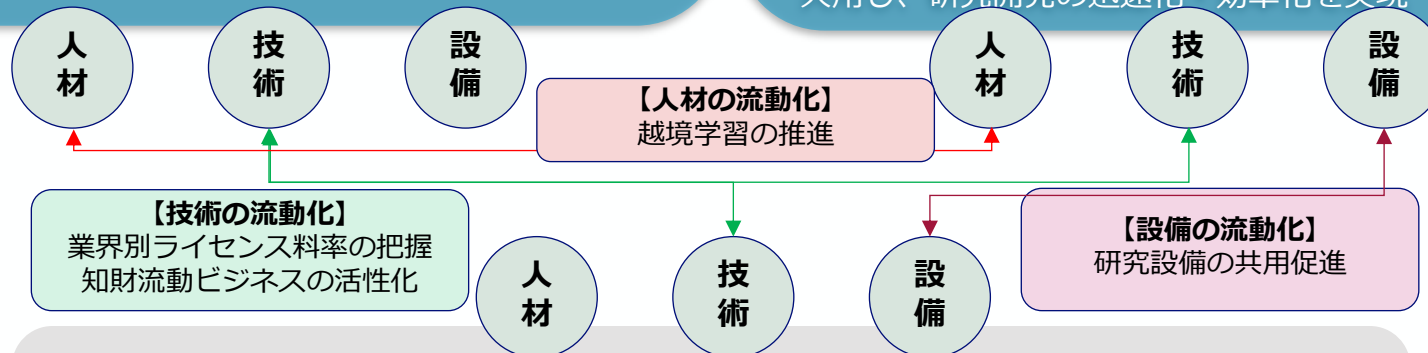 人材
技術
設備
人材
技術
設備
【人材の流動化】
越境学習の推進
【技術の流動化】
業界別ライセンス料率の把握
知財流動ビジネスの活性化
【設備の流動化】
研究設備の共用促進
人材
技術
設備